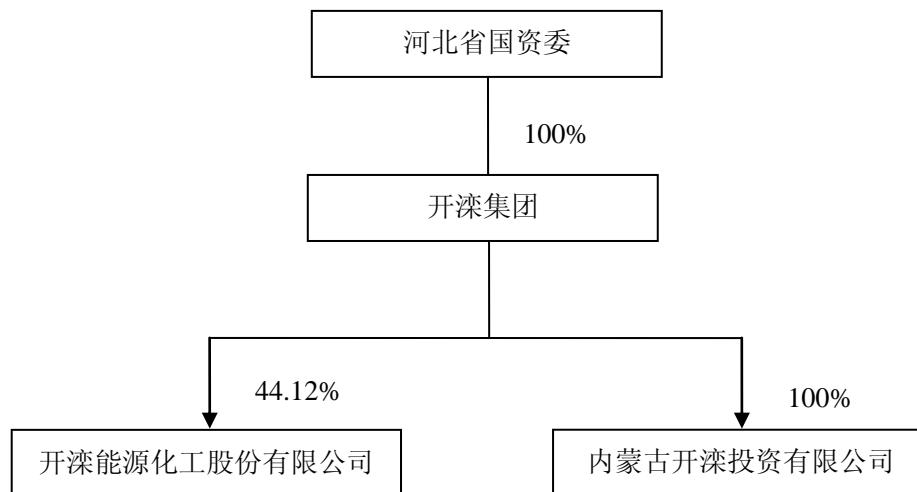 河北省国资委
100%
开滦集团
44.12%
100%
开滦能源化工股份有限公司
内蒙古开滦投资有限公司